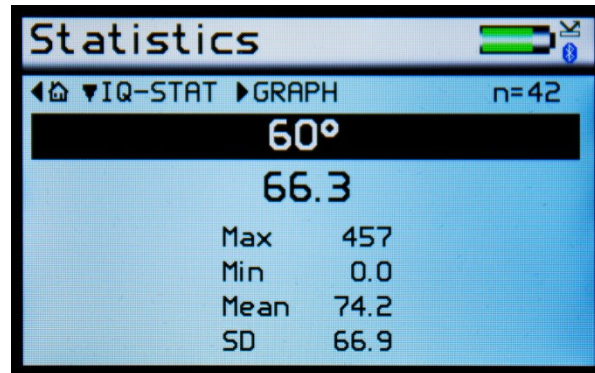 Statistics
IQ-STAT GRAPH n=42
60°
66.3
Max 457
Min 0.0
Mean 74.2
SD 66.9